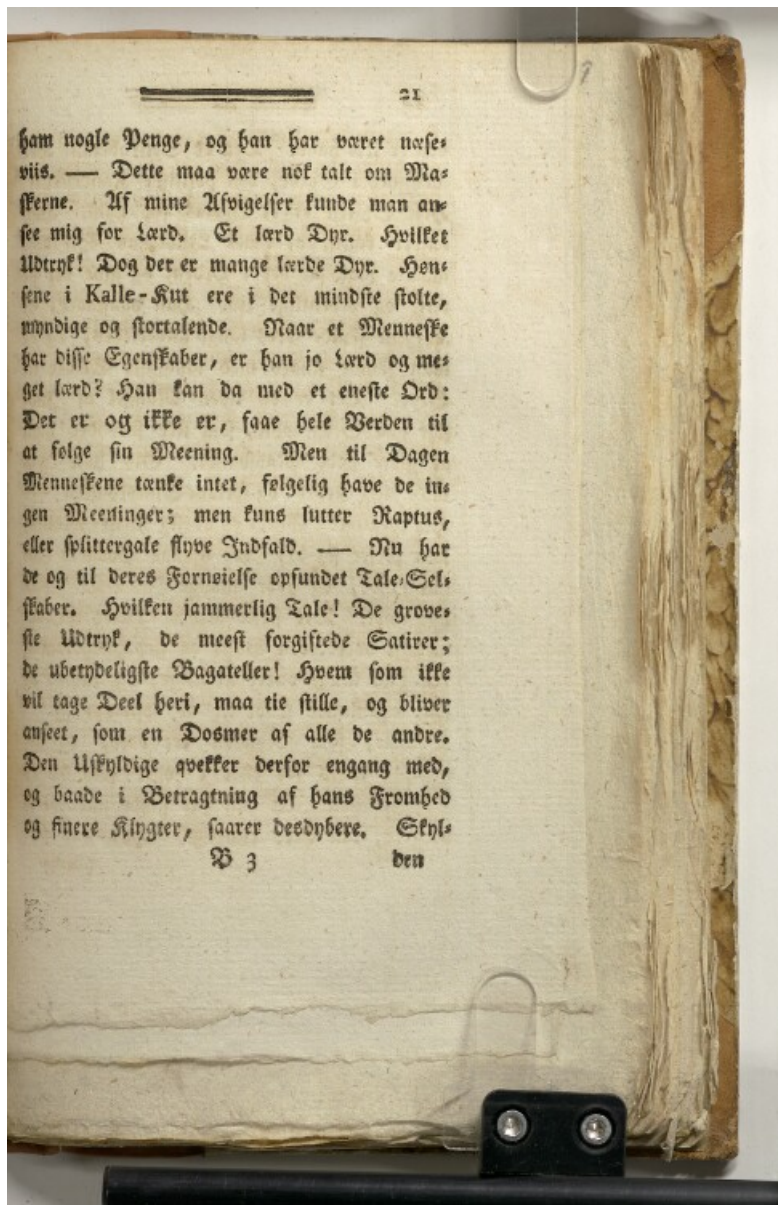 21
ham nogle Penge, og han har været næse-
viis. — Dette maa være nok talt om Ma-
skerne. Af mine Afvigelser kunde man an-
see mig for Lærd. Et lærd Dyr. Hvilket
Udtryk! Dog der er mange lærde Dyr. Høn-
sene i Kalle-Kut ere i det mindste stolte,
myndige og stortalende. Naar et Menneske
har disse Egenskaber, er han jo Lærd og me-
get lærd? Han kan da med et eneste Ord:
Det er og ikke er, faae hele Verden til
at følge sin Meening. Men til Dagen
Menneskene tænke intet, følgelig have de in-
gen Meeninger; men kuns lutter Raptus,
eller splittergale flyve Indfald. — Nu har
de og til deres Fornøielse opfundet Tale-Sel-
skaber. Hvilken jammerlig Tale! De grove-
ste Udtryk, de meest forgiftede Satirer;
de ubetydeligste Bagateller! Hvem som ikke
vil tage Deel heri, maa tie stille, og bliver
anseet, som en Dosmer af alle de andre.
Den Uskyldige qvekker derfor engang med,
og baade i Betragtning af hans Fromhed
og finere Klygter, saarer desdybere. Skyl-
B 3 den